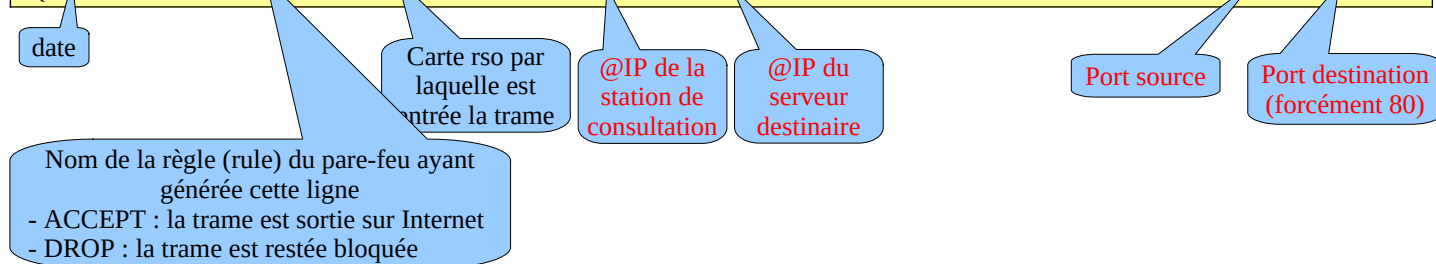 date
Carte rso par
laquelle est
entrée la trame
@IP de la
station de
consultation
@IP du
serveur
destinaire
Port source
Port destination
(forcément 80)
Nom de la règle (rule) du pare-feu ayant
générée cette ligne
- ACCEPT : la trame est sortie sur Internet
- DROP : la trame est restée bloquée